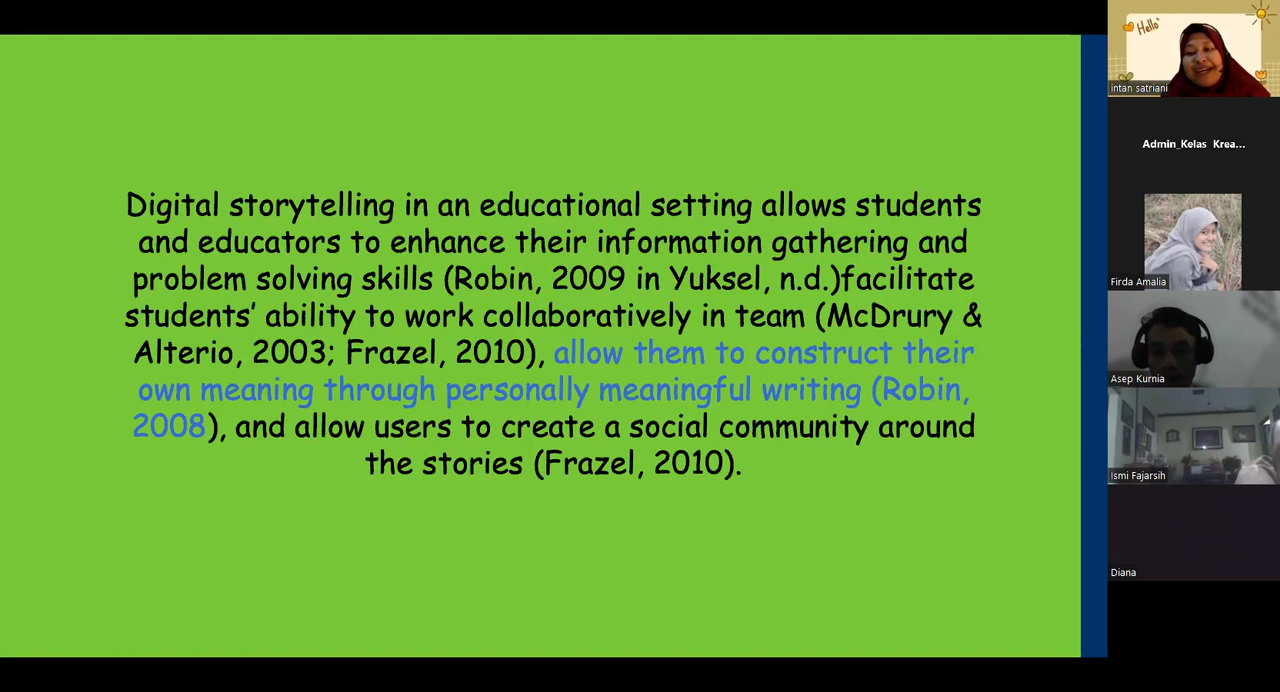 Digital storytelling in an educational setting allows students
and educators to enhance their information gathering and
problem solving skills (Robin, 2009 in Yuksel, n.d.)facilitate
students’ ability to work collaboratively in team (McDrury &
Alterio, 2003; Frazel, 2010), allow them to construct their
own meaning through personally meaningful writing (Robin,
2008), and allow users to create a social community around
the stories (Frazel, 2010).
Hello
intan satriani
Admin_Kelas Krea...
Firda Amalia
Asep Kurnia
Ismi Fajarsih
Diana